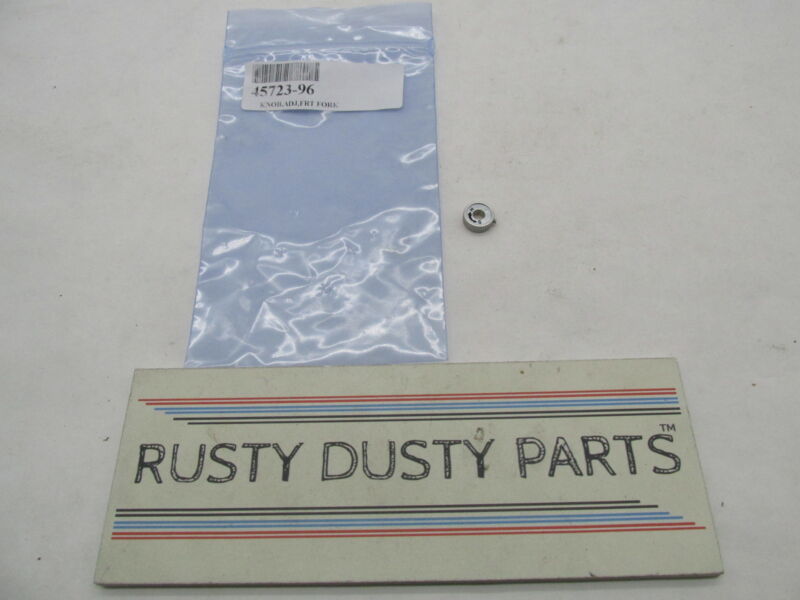 45723-96
KNOB,ADJ,FRT FORK
RUSTY DUSTY PARTS™